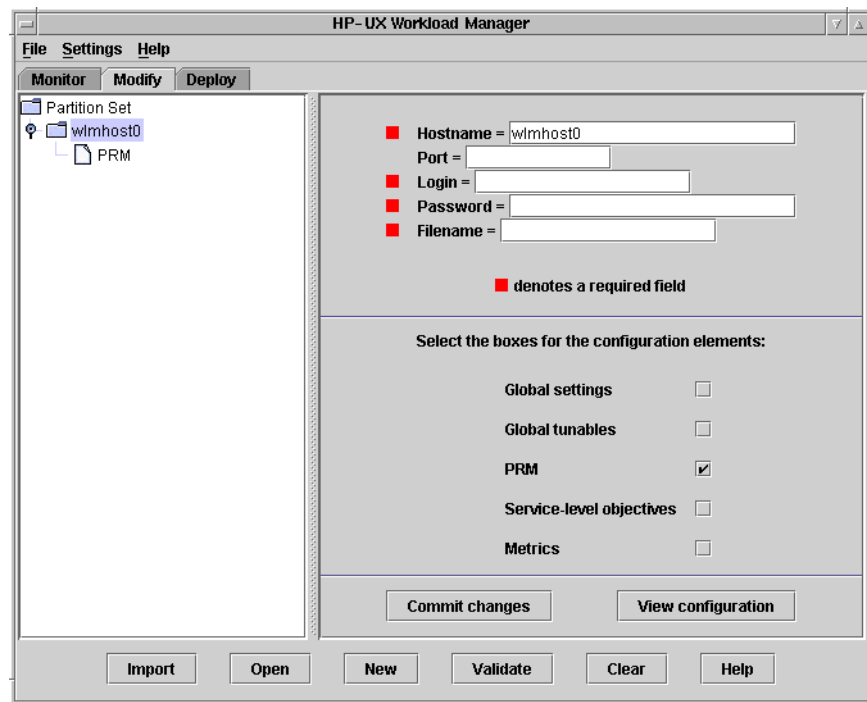 HP-UX Workload Manager
File Settings Help
Monitor Modify Deploy
Partition Set
wlmhost0
PRM
Hostname = wlmhost0
Port =
Login =
Password =
Filename =
denotes a required field
Select the boxes for the configuration elements:
Global settings
Global tunables
PRM
Service-level objectives
Metrics
Commit changes View configuration
Import Open New Validate Clear Help